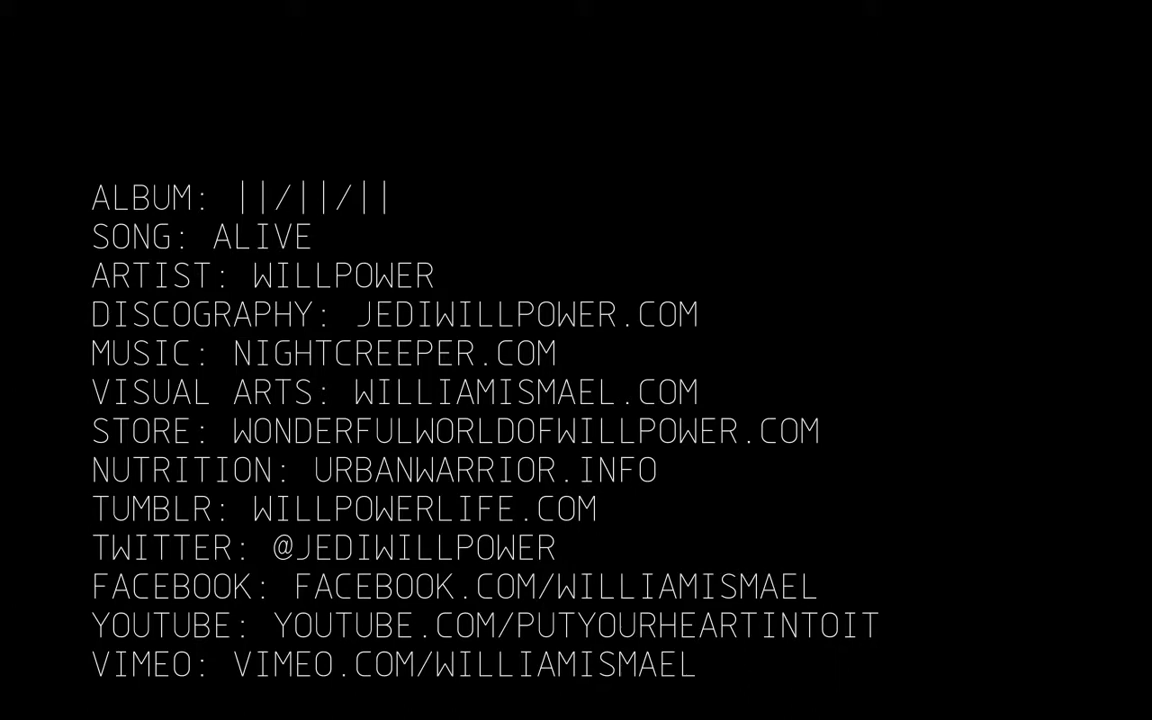 ALBUM: ||/||/||
SONG: ALIVE
ARTIST: WILLPOWER
DISCOGRAPHY: JEDIWILLPOWER.COM
MUSIC: NIGHTCREEPER.COM
VISUAL ARTS: WILLIAMISMAEL.COM
STORE: WONDERFULWORLDOFWILLPOWER.COM
NUTRITION: URBANWARRIOR.INFO
TUMBLR: WILLPOWERLIFE.COM
TWITTER: @JEDIWILLPOWER
FACEBOOK: FACEBOOK.COM/WILLIAMISMAEL
YOUTUBE: YOUTUBE.COM/PUTYOURHEARTINTOIT
VIMEO: VIMEO.COM/WILLIAMISMAEL